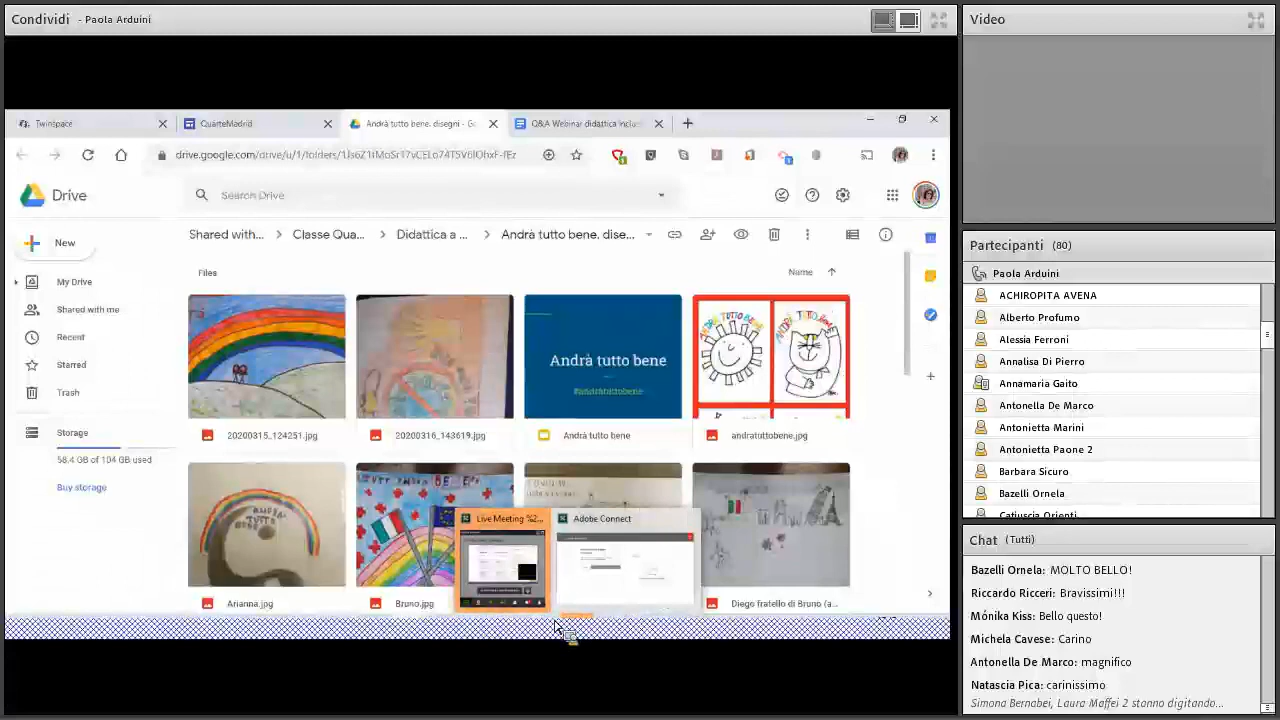 Condividi - Paola Arduini
Twinspace
QuarteMadrid
Andrà tutto bene. disegni - Go
Q&A Webinar didattica inclus
drive.google.com/drive/u/1/folders/
Drive
Search Drive
New
Shared with...
Classe Qua...
Didattica a ...
Andrà tutto bene. dise...
My Drive
Shared with me
Recent
Starred
Trash
Storage
58.4 GB of 104 GB used
Buy storage
Files
Name
Andrà tutto bene
#andratuttobene
20200315_124251.jpg
20200316_143619.jpg
Andrà tutto bene
andratuttobene.jpg
Live Meeting %2...
Adobe Connect
Arianna.jpg
Bruno.jpg
Diego fratello di Bruno (a...
Video
Partecipanti (80)
Paola Arduini
ACHIROPITA AVENA
Alberto Profumo
Alessia Ferroni
Annalisa Di Pierro
Annamaria Gaito
Antonella De Marco
Antonietta Marini
Antonietta Paone 2
Barbara Sicuro
Bazelli Ornela
Catiuscia Orienti
Chat (Tutti)
Bazelli Ornela: MOLTO BELLO!
Riccardo Ricceri: Bravissimi!!!
Mónika Kiss: Bello questo!
Michela Cavese: Carino
Antonella De Marco: magnifico
Natascia Pica: carinissimo
Simona Bernabei, Laura Maffei 2 stanno digitando...